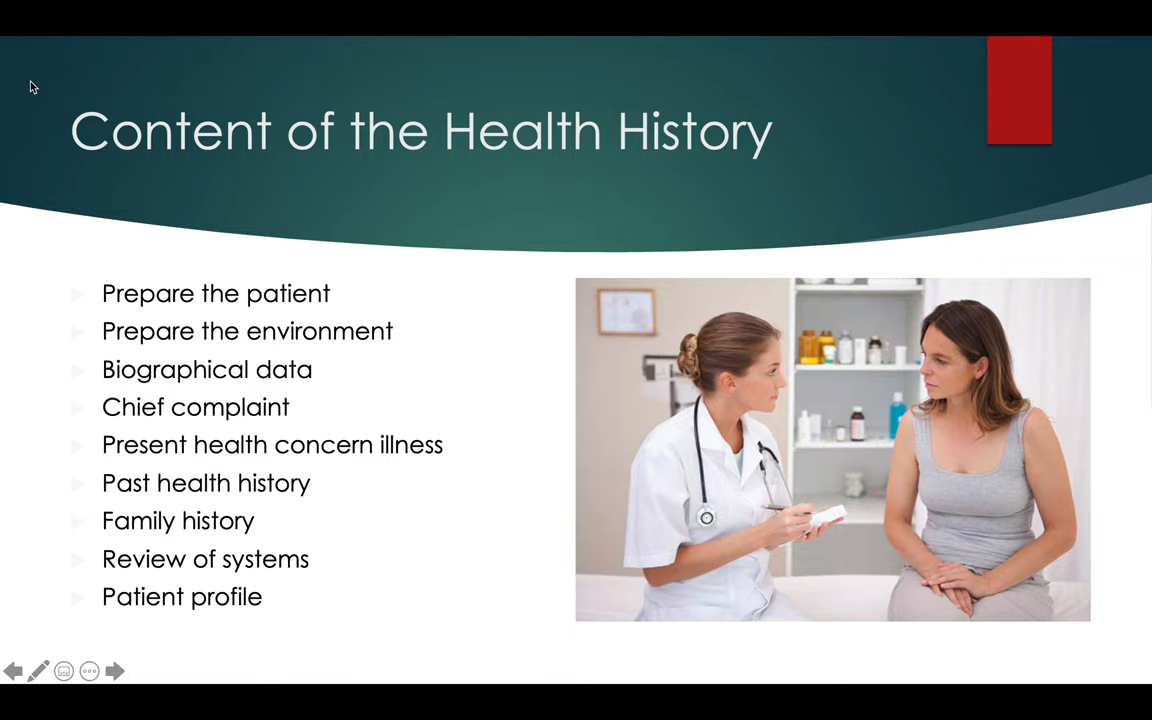 Content of the Health History
Prepare the patient
Prepare the environment
Biographical data
Chief complaint
Present health concern illness
Past health history
Family history
Review of systems
Patient profile